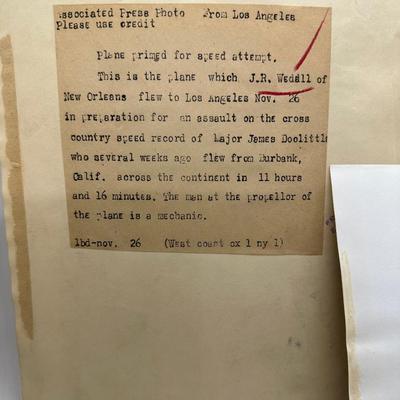 Associated Press Photo From Los Angeles
Please use credit
Plane primed for speed attempt.
This is the plane which J.R. Wedell of
New Orleans flew to Los Angeles Nov. 26
in preparation for an assault on the cross
country speed record of Major James Doolittle
who several weeks ago flew from Burbank,
Calif. across the continent in 11 hours
and 16 minutes. The man at the propellor of
the plane is a mechanic.
lbd-nov. 26 (West coast ox 1 ny 1)